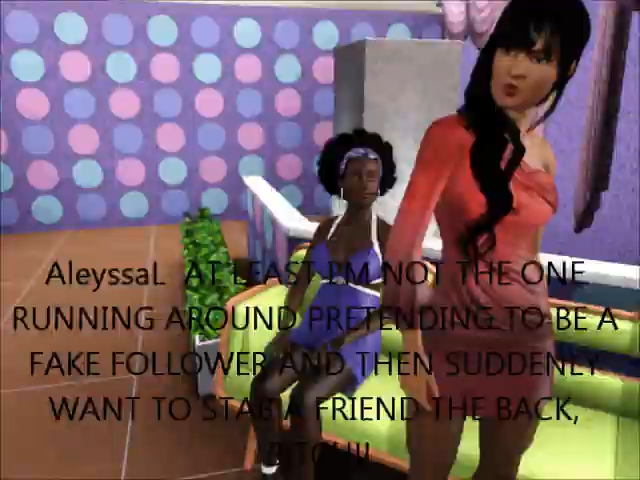 AleyssaL AT LEAST I'M NOT THE ONE
RUNNING AROUND PRETENDING TO BE A
FAKE FOLLOWER AND THEN SUDDENLY
WANT TO STAB A FRIEND THE BACK,
BITCH!!